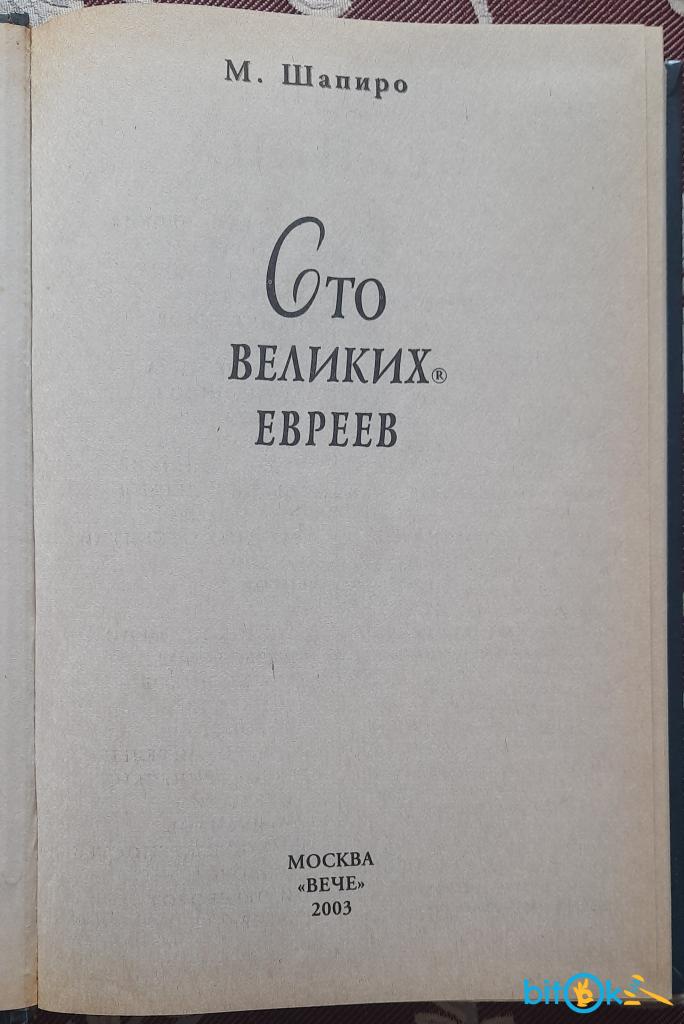 М. Шапиро
Сто
ВЕЛИКИХ®
ЕВРЕЕВ
МОСКВА
«ВЕЧЕ»
2003
bitOk